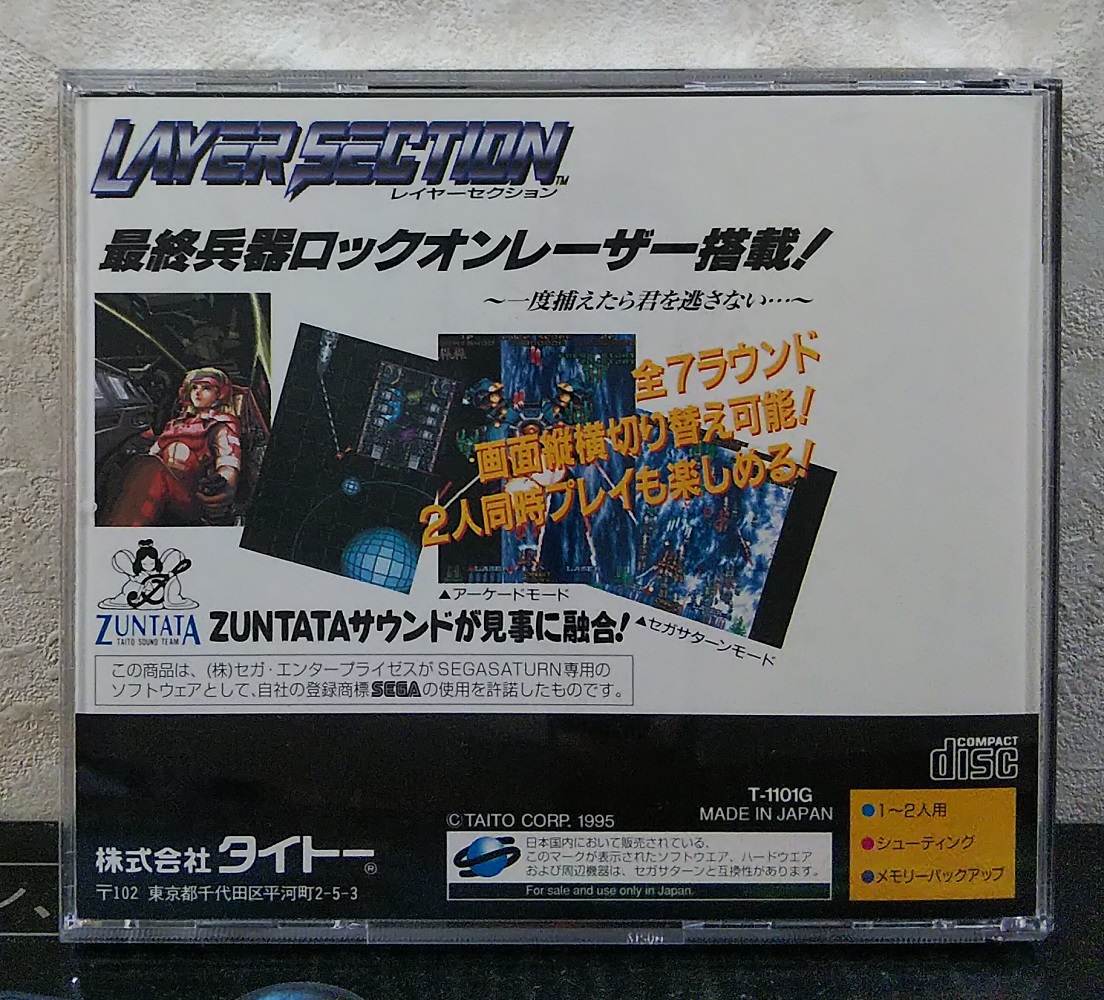 LAYER SECTION™
レイヤーセクション
最終兵器ロックオンレーザー搭載!
〜一度捕えたら君を逃さない…〜
全7ラウンド
画面縦横切り替え可能!
2人同時プレイも楽しめる!
▲アーケードモード
▲セガサターンモード
ZUNTATA
TAITO SOUND TEAM
ZUNTATAサウンドが見事に融合!
この商品は、(株)セガ・エンタープライゼスがSEGASATURN専用の
ソフトウェアとして、自社の登録商標SEGAの使用を許諾したものです。
COMPACT
disc
T-1101G
MADE IN JAPAN
©TAITO CORP. 1995
株式会社タイトー®
〒102 東京都千代田区平河町2-5-3
日本国内において販売されている、
このマークが表示されたソフトウエア、ハードウエア
および周辺機器は、セガサターンと互換性があります。
For sale and use only in Japan.
●1〜2人用
●シューティング
●メモリーバックアップ